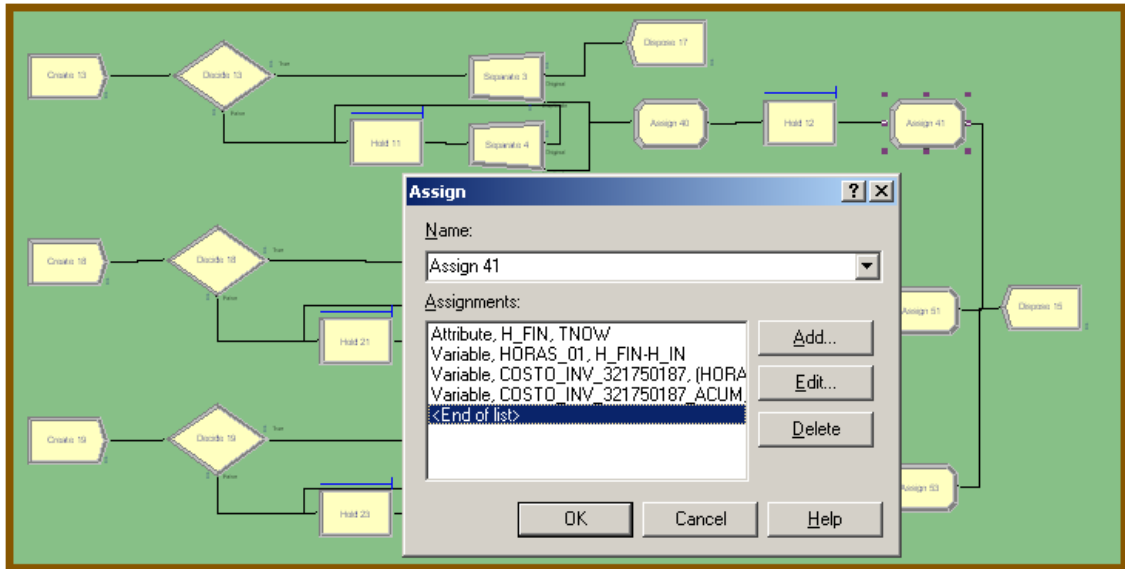 Dispose 17
Create 13
Decide 13
True
False
Separate 3
Original
Duplicate
Hold 11
Separate 4
Original
Assign 40
Hold 12
Assign 41
Assign
Name:
Assign 41
Assignments:
Attribute, H_FIN, TNOW
Variable, HORAS_01, H_FIN-H_IN
Variable, COSTO_INV_321750187, (HORA
Variable, COSTO_INV_321750187_ACUM,
<End of list>
Add...
Edit...
Delete
OK
Cancel
Help
Create 18
Decide 18
True
False
Hold 21
Assign 51
Dispose 15
Create 19
Decide 19
True
False
Hold 23
Assign 53